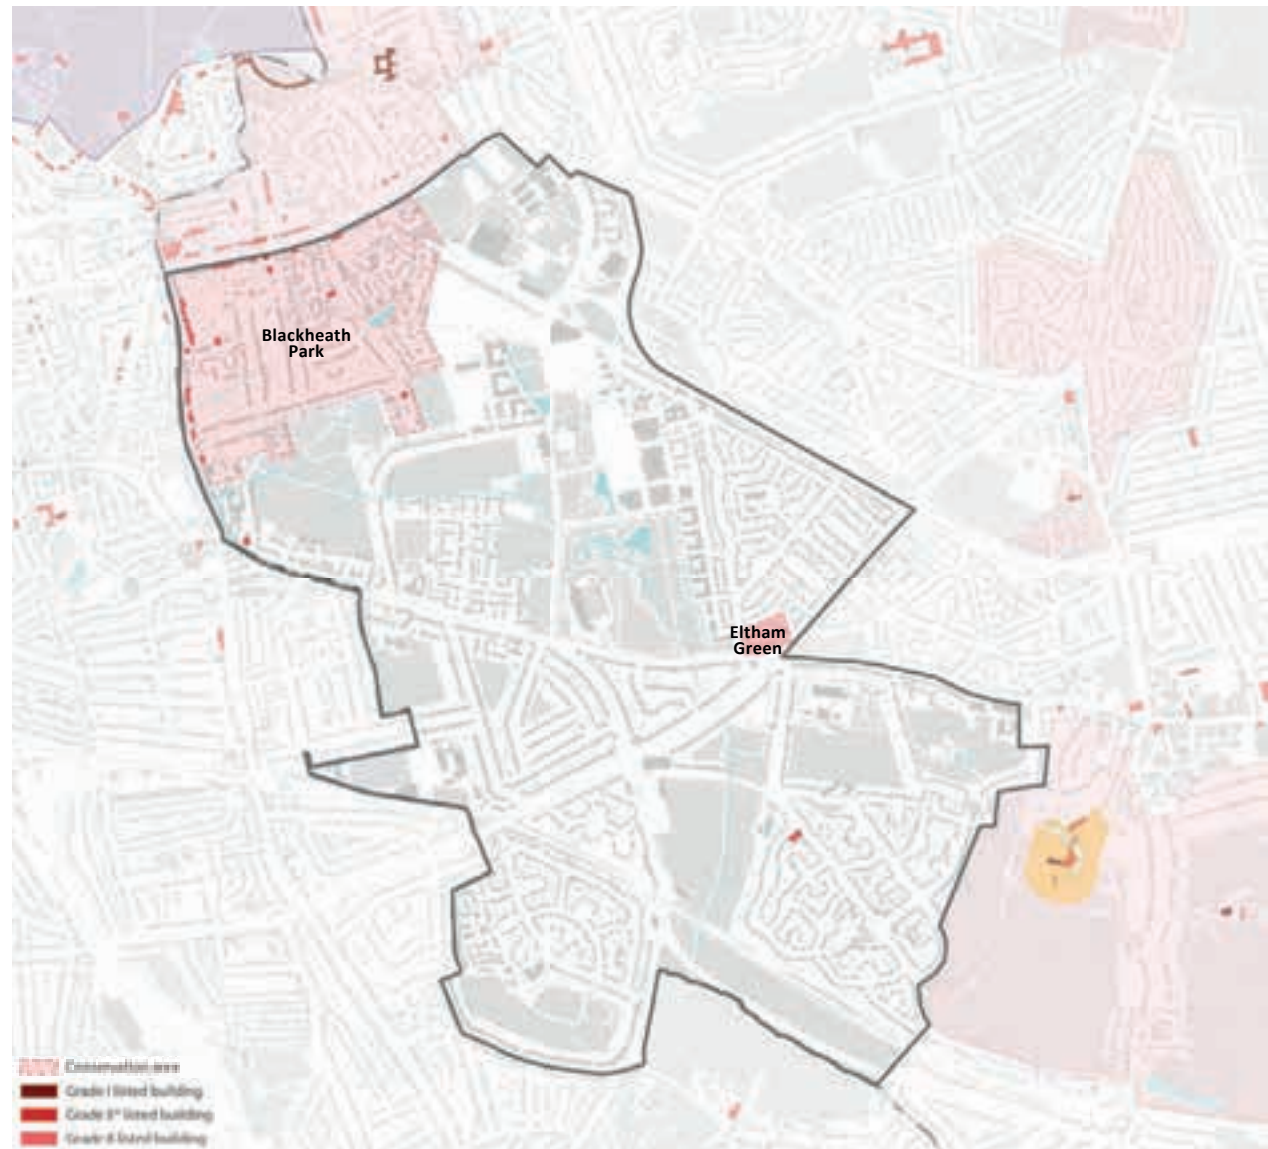 Blackheath
Park
Eltham
Green
Conservation area
Grade I listed building
Grade II* listed building
Grade II listed building